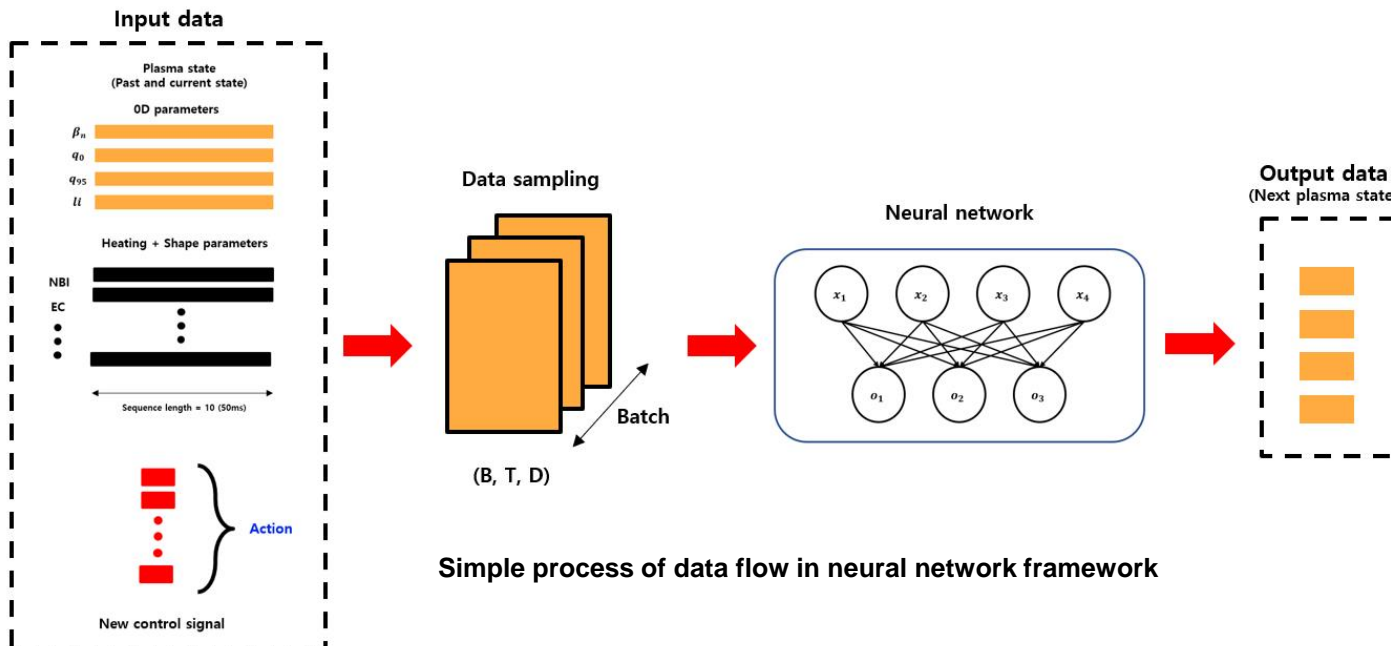 Input data
Plasma state
(Past and current state)
0D parameters
βₙ
q₀
q₉₅
li
Heating + Shape parameters
NBI
EC
Sequence length = 10 (50ms)
Action
New control signal
Data sampling
Batch
(B, T, D)
Neural network
x₁
x₂
x₃
x₄
o₁
o₂
o₃
Output data
(Next plasma state
Simple process of data flow in neural network framework